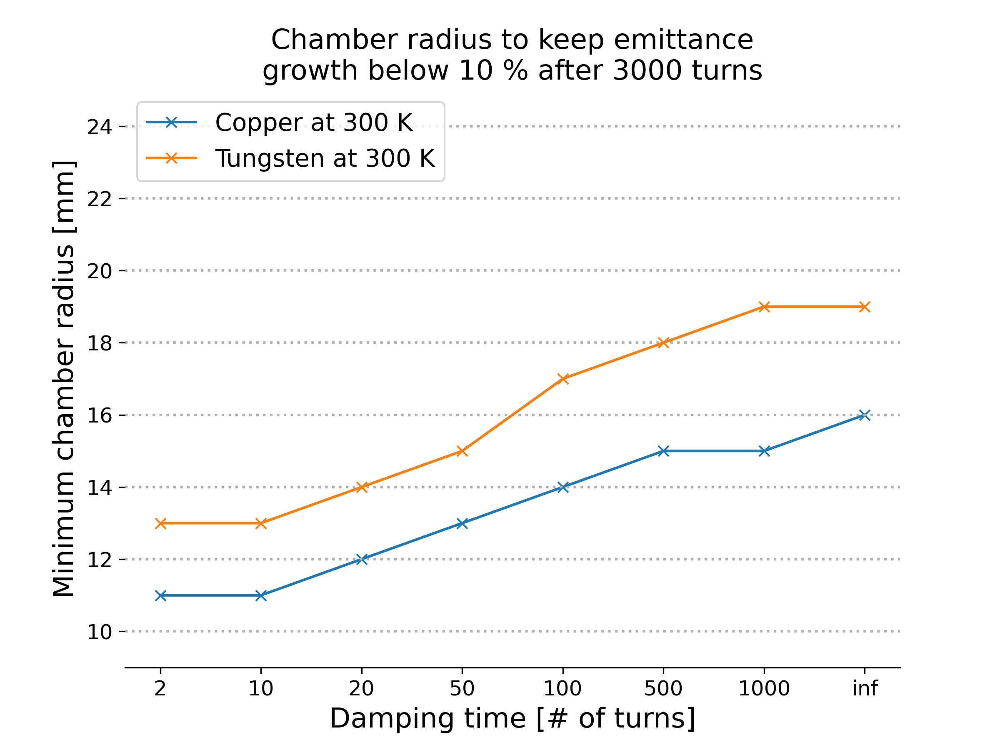 Chamber radius to keep emittance
growth below 10 % after 3000 turns
Copper at 300 K
Tungsten at 300 K
Minimum chamber radius [mm]
24
22
20
18
16
14
12
10
2 10 20 50 100 500 1000 inf
Damping time [# of turns]